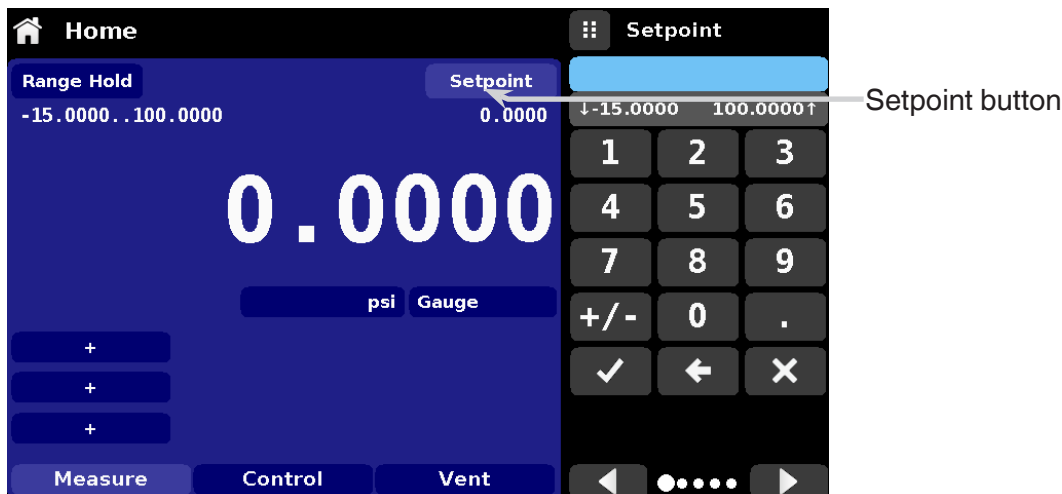 Home
Setpoint
Range Hold
Setpoint
-15.0000..100.0000
0.0000
0.0000
psi Gauge
+
+
+
Measure Control Vent
↓-15.0000 100.0000↑
1 2 3
4 5 6
7 8 9
+/- 0 .
Setpoint button